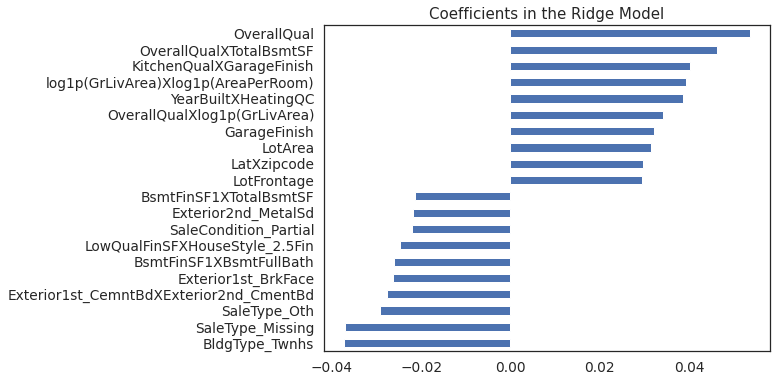 Coefficients in the Ridge Model
OverallQual
OverallQualXTotalBsmtSF
KitchenQualXGarageFinish
log1p(GrLivArea)Xlog1p(AreaPerRoom)
YearBuiltXHeatingQC
OverallQualXlog1p(GrLivArea)
GarageFinish
LotArea
LatXzipcode
LotFrontage
BsmtFinSF1XTotalBsmtSF
Exterior2nd_MetalSd
SaleCondition_Partial
LowQualFinSFXHouseStyle_2.5Fin
BsmtFinSF1XBsmtFullBath
Exterior1st_BrkFace
Exterior1st_CemntBdXExterior2nd_CmentBd
SaleType_Oth
SaleType_Missing
BldgType_Twnhs
−0.04 −0.02 0.00 0.02 0.04